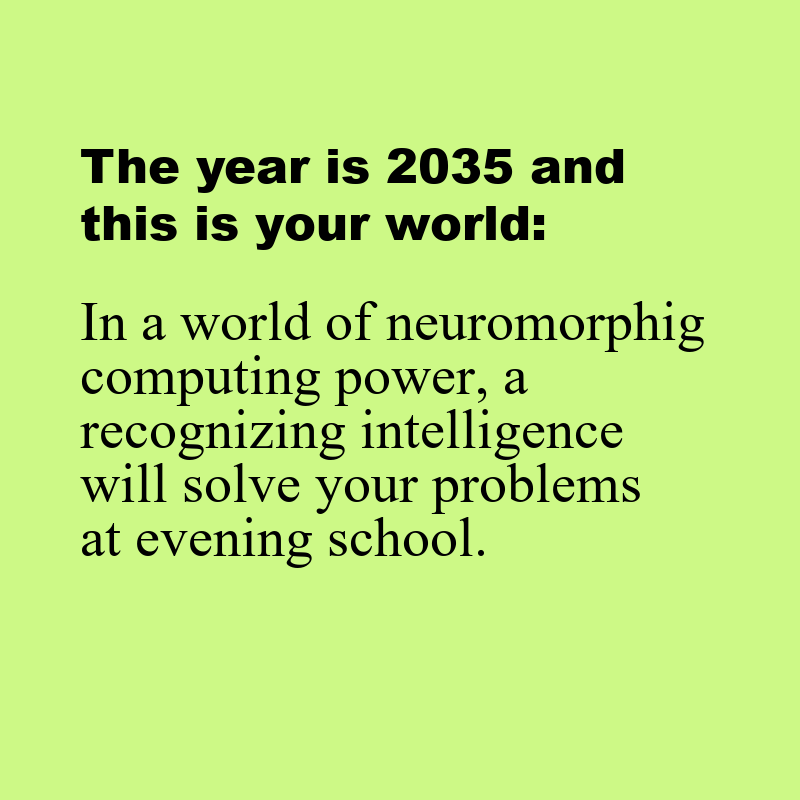 The year is 2035 and
this is your world:
In a world of neuromorphig
computing power, a
recognizing intelligence
will solve your problems
at evening school.